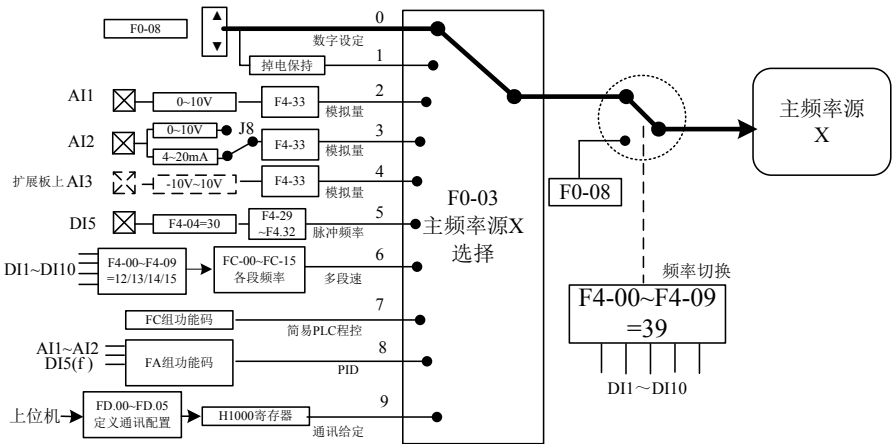 F0-08
0
数字设定
掉电保持
1
AI1
0~10V
F4-33
2
模拟量
AI2
0~10V
4~20mA
J8
F4-33
3
模拟量
扩展板上 AI3
-10V~10V
F4-33
4
模拟量
DI5
F4-04=30
F4-29
~F4.32
5
脉冲频率
DI1~DI10
F4-00~F4-09
=12/13/14/15
FC-00~FC-15
各段频率
6
多段速
FC组功能码
7
简易PLC程控
AI1~AI2
DI5(f)
FA组功能码
8
PID
上位机
FD.00~FD.05
定义通讯配置
H1000寄存器
9
通讯给定
F0-03
主频率源X
选择
F0-08
主频率源
X
频率切换
F4-00~F4-09
=39
DI1~DI10